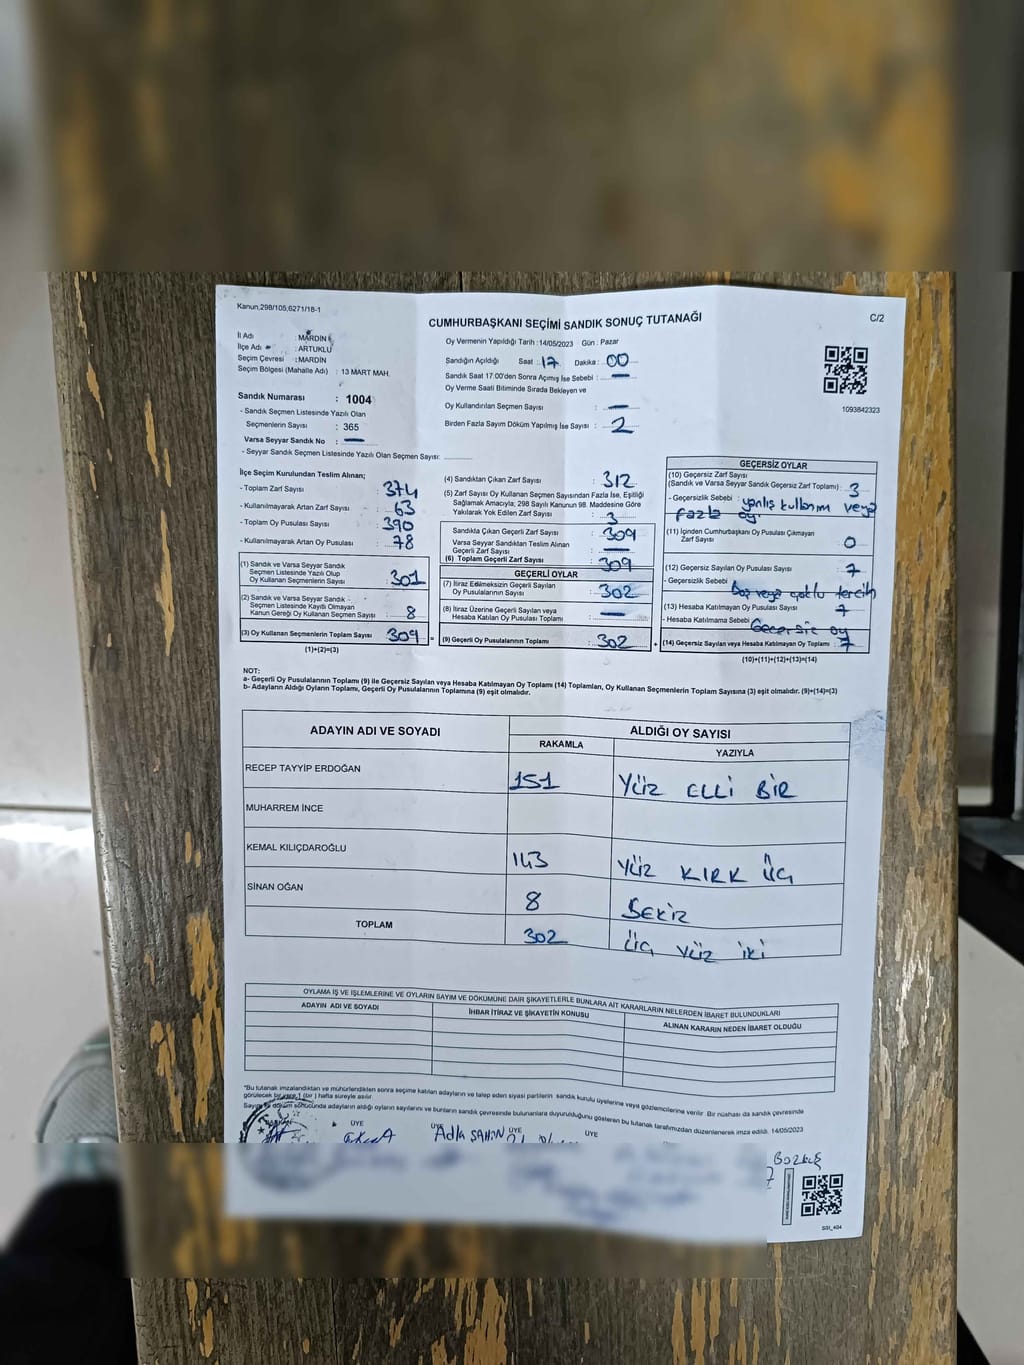 Kanun,298/105,6271/18-1
C/2
CUMHURBAŞKANI SEÇİMİ SANDIK SONUÇ TUTANAĞI
İl Adı : MARDİN
İlçe Adı : ARTUKLU
Seçim Çevresi : MARDİN
Seçim Bölgesi (Mahalle Adı) : 13 MART MAH.
Sandık Numarası : 1004
- Sandık Seçmen Listesinde Yazılı Olan
Seçmenlerin Sayısı : 365
Varsa Seyyar Sandık No : —
- Seyyar Sandık Seçmen Listesinde Yazılı Olan Seçmen Sayısı:
Oy Vermenin Yapıldığı Tarih :14/05/2023 Gün : Pazar
Sandığın Açıldığı Saat : 17 Dakika : 00
Sandık Saat 17:00'den Sonra Açılmış İse Sebebi : —
Oy Verme Saati Bitiminde Sırada Bekleyen ve
Oy Kullandırılan Seçmen Sayısı : —
Birden Fazla Sayım Döküm Yapılmış İse Sayısı : 2
1093842323
İlçe Seçim Kurulundan Teslim Alınan;
- Toplam Zarf Sayısı : 374
- Kullanılmayarak Artan Zarf Sayısı : 63
- Toplam Oy Pusulası Sayısı : 390
- Kullanılmayarak Artan Oy Pusulası : 78
(1) Sandık ve Varsa Seyyar Sandık
Seçmen Listesinde Yazılı Olup
Oy Kullanan Seçmenlerin Sayısı : 301
(2) Sandık ve Varsa Seyyar Sandık
Seçmen Listesinde Kayıtlı Olmayan
Kanun Gereği Oy Kullanan Seçmen Sayısı : 8
(3) Oy Kullanan Seçmenlerin Toplam Sayısı : 309 =
(1)+(2)=(3)
(4) Sandıktan Çıkan Zarf Sayısı : 312
(5) Zarf Sayısı Oy Kullanan Seçmen Sayısından Fazla İse, Eşitliği
Sağlamak Amacıyla, 298 Sayılı Kanunun 98. Maddesine Göre
Yakılarak Yok Edilen Zarf Sayısı : 3
Sandıkta Çıkan Geçerli Zarf Sayısı : 309
Varsa Seyyar Sandıktan Teslim Alınan
Geçerli Zarf Sayısı : —
(6) Toplam Geçerli Zarf Sayısı : 309
GEÇERLİ OYLAR
(7) İtiraz Edilmeksizin Geçerli Sayılan
Oy Pusulalarının Sayısı : 302
(8) İtiraz Üzerine Geçerli Sayılan veya
Hesaba Katılan Oy Pusulası Toplamı : —
(9) Geçerli Oy Pusulalarının Toplamı : 302 +
GEÇERSİZ OYLAR
(10) Geçersiz Zarf Sayısı
(Sandık ve Varsa Seyyar Sandık Geçersiz Zarf Toplamı) : 3
- Geçersizlik Sebebi : yanlış kullanım veya
fazla oy
(11) İçinden Cumhurbaşkanı Oy Pusulası Çıkmayan
Zarf Sayısı : 0
(12) Geçersiz Sayılan Oy Pusulası Sayısı : 7
- Geçersizlik Sebebi : boş veya çoklu tercih
(13) Hesaba Katılmayan Oy Pusulası Sayısı : 7
- Hesaba Katılmama Sebebi : Geçersiz oy
(14) Geçersiz Sayılan veya Hesaba Katılmayan Oy Toplamı : 7
(10)+(11)+(12)+(13)=(14)
NOT:
a- Geçerli Oy Pusulalarının Toplamı (9) ile Geçersiz Sayılan veya Hesaba Katılmayan Oy Toplamı (14) Toplamları, Oy Kullanan Seçmenlerin Toplam Sayısına (3) eşit olmalıdır. (9)+(14)=(3)
b- Adayların Aldığı Oyların Toplamı, Geçerli Oy Pusulalarının Toplamına (9) eşit olmalıdır.
ADAYIN ADI VE SOYADI
ALDIĞI OY SAYISI
RAKAMLA YAZIYLA
RECEP TAYYİP ERDOĞAN 151 YÜZ ELLİ BİR
MUHARREM İNCE
KEMAL KILIÇDAROĞLU 143 YÜZ KIRK ÜÇ
SİNAN OĞAN 8 SEKİZ
TOPLAM 302 ÜÇ YÜZ İKİ
OYLAMA İŞ VE İŞLEMLERİNE VE OYLARIN SAYIM VE DÖKÜMÜNE DAİR ŞİKAYETLERLE BUNLARA AİT KARARLARIN NELERDEN İBARET BULUNDUKLARI
ADAYIN ADI VE SOYADI İHBAR İTİRAZ VE ŞİKAYETİN KONUSU ALINAN KARARIN NEDEN İBARET OLDUĞU
*Bu tutanak imzalandıktan ve mühürlendikten sonra seçime katılan adayların ve talep eden siyasi partilerin sandık kurulu üyelerine veya gözlemcilerine verilir. Bir nüshası da sandık çevresinde
görülecek bir yere 1 (bir) hafta süreyle asılır.
Sayım ve döküm sonucunda adayların aldığı oyların sayılarını ve bunların sandık çevresinde bulunanlara duyurulduğunu gösteren bu tutanak tarafımızdan düzenlenerek imza edildi. 14/05/2023
ÜYE ÜYE ÜYE ÜYE
ŞAHİN
SSI_404